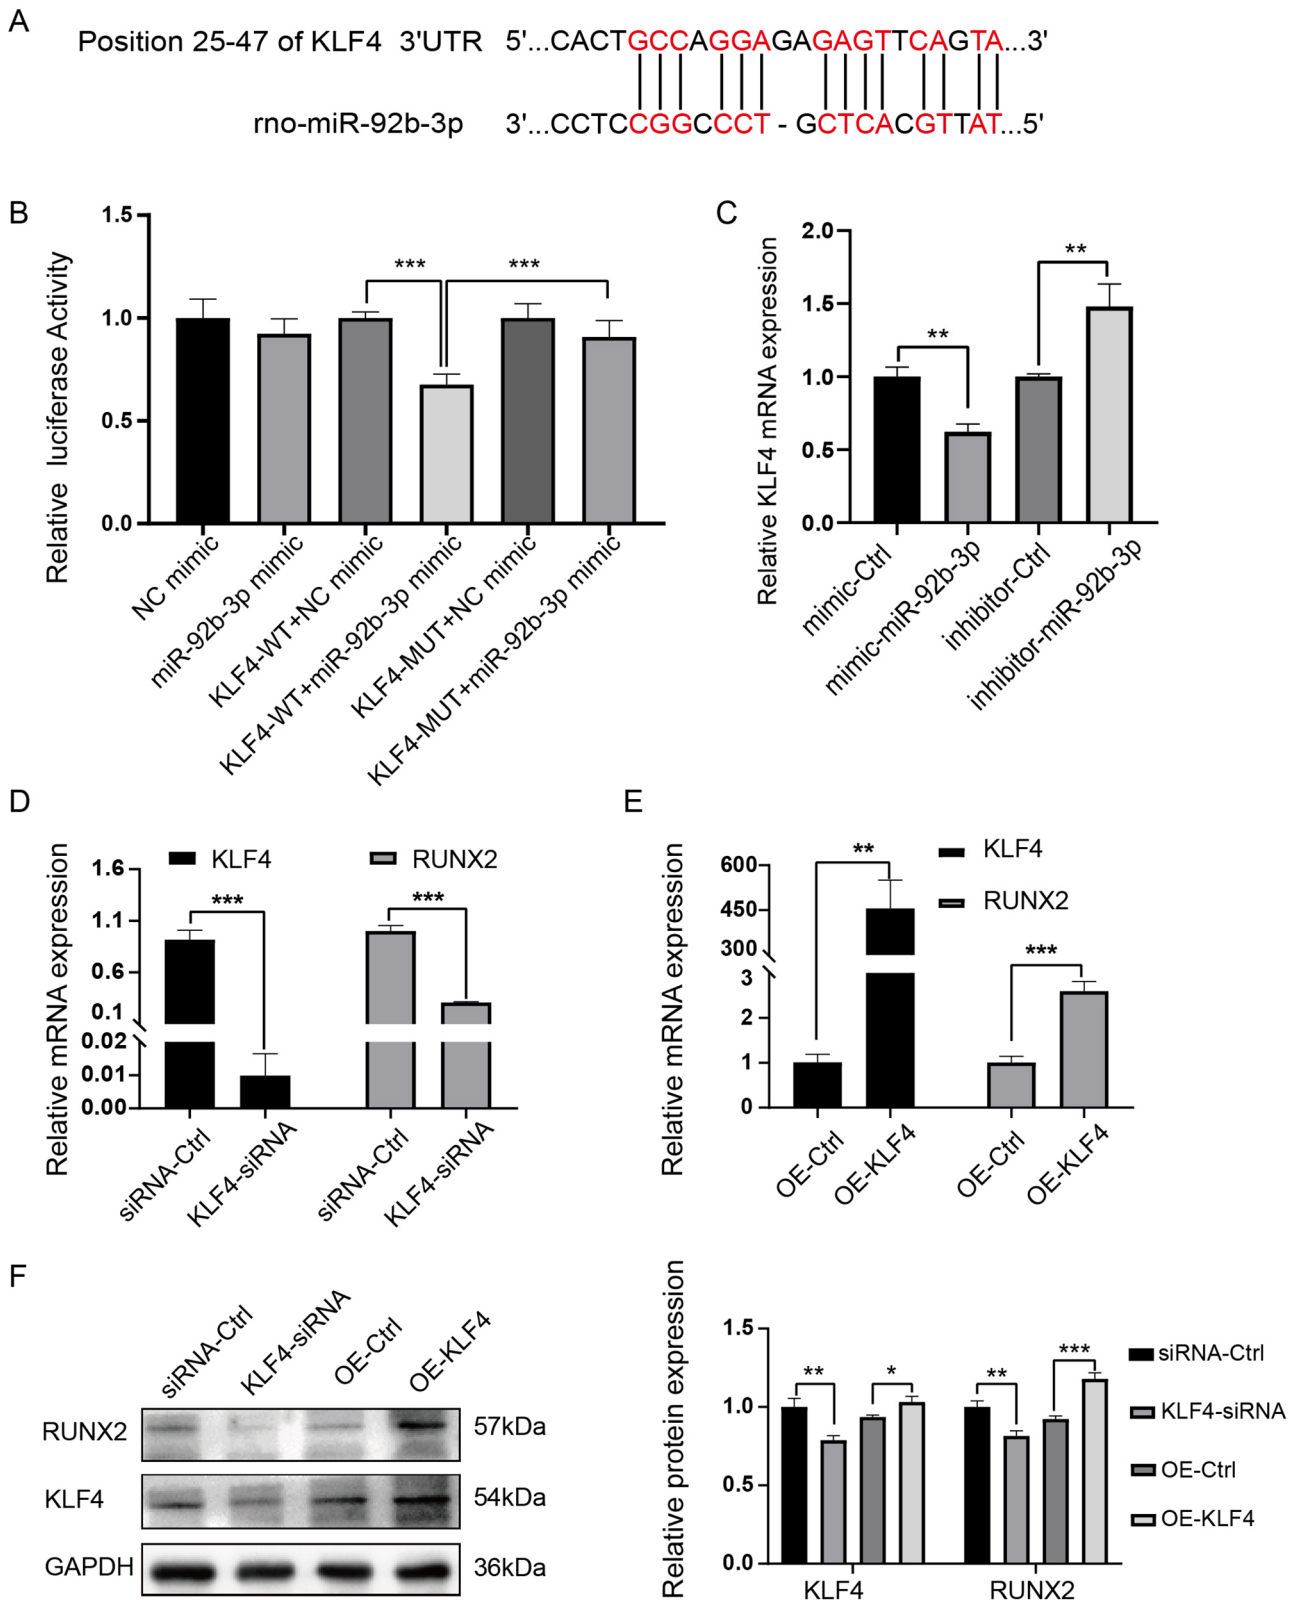 A
Position 25-47 of KLF4 3'UTR 5'...CACTGCCAGGAGAGAGTTCAGTA...3'
rno-miR-92b-3p 3'...CCTCCGGCCCT - GCTCACGTTAT...5'
B
Relative luciferase Activity
1.5
1.0
0.5
0.0
*** ***
NC mimic
miR-92b-3p mimic
KLF4-WT+NC mimic
KLF4-WT+miR-92b-3p mimic
KLF4-MUT+NC mimic
KLF4-MUT+miR-92b-3p mimic
C
Relative KLF4 mRNA expression
2.0
1.5
1.0
0.5
0.0
** **
mimic-Ctrl
mimic-miR-92b-3p
inhibitor-Ctrl
inhibitor-miR-92b-3p
D
Relative mRNA expression
KLF4 RUNX2
1.6
1.1
0.6
0.1
0.02
0.01
0.00
*** ***
siRNA-Ctrl
KLF4-siRNA
siRNA-Ctrl
KLF4-siRNA
E
Relative mRNA expression
KLF4
RUNX2
600
450
300
3
2
1
0
** ***
OE-Ctrl
OE-KLF4
OE-Ctrl
OE-KLF4
F
siRNA-Ctrl
KLF4-siRNA
OE-Ctrl
OE-KLF4
RUNX2 57kDa
KLF4 54kDa
GAPDH 36kDa
Relative protein expression
1.5
1.0
0.5
0.0
** * ** ***
KLF4 RUNX2
siRNA-Ctrl
KLF4-siRNA
OE-Ctrl
OE-KLF4